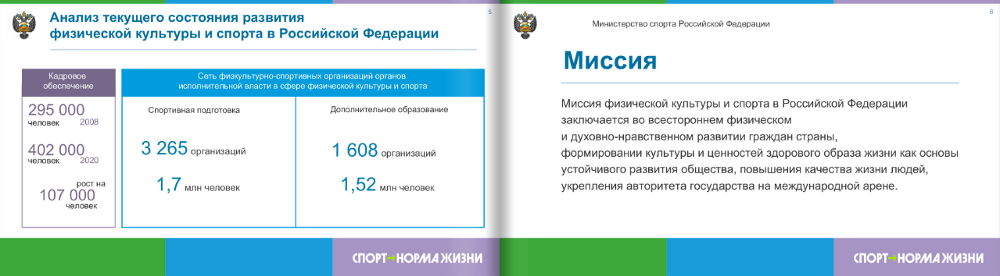 5
Анализ текущего состояния развития
физической культуры и спорта в Российской Федерации
Кадровое
обеспечение
295 000
человек 2008
402 000
человек 2020
рост на
107 000
человек
Сеть физкультурно-спортивных организаций органов
исполнительной власти в сфере физической культуры и спорта
Спортивная подготовка
3 265 организаций
1,7 млн человек
Дополнительное образование
1 608 организаций
1,52 млн человек
СПОРТ→НОРМА ЖИЗНИ
6
Министерство спорта Российской Федерации
Миссия
Миссия физической культуры и спорта в Российской Федерации
заключается во всестороннем физическом
и духовно-нравственном развитии граждан страны,
формировании культуры и ценностей здорового образа жизни как основы
устойчивого развития общества, повышения качества жизни людей,
укрепления авторитета государства на международной арене.
СПОРТ→НОРМА ЖИЗНИ